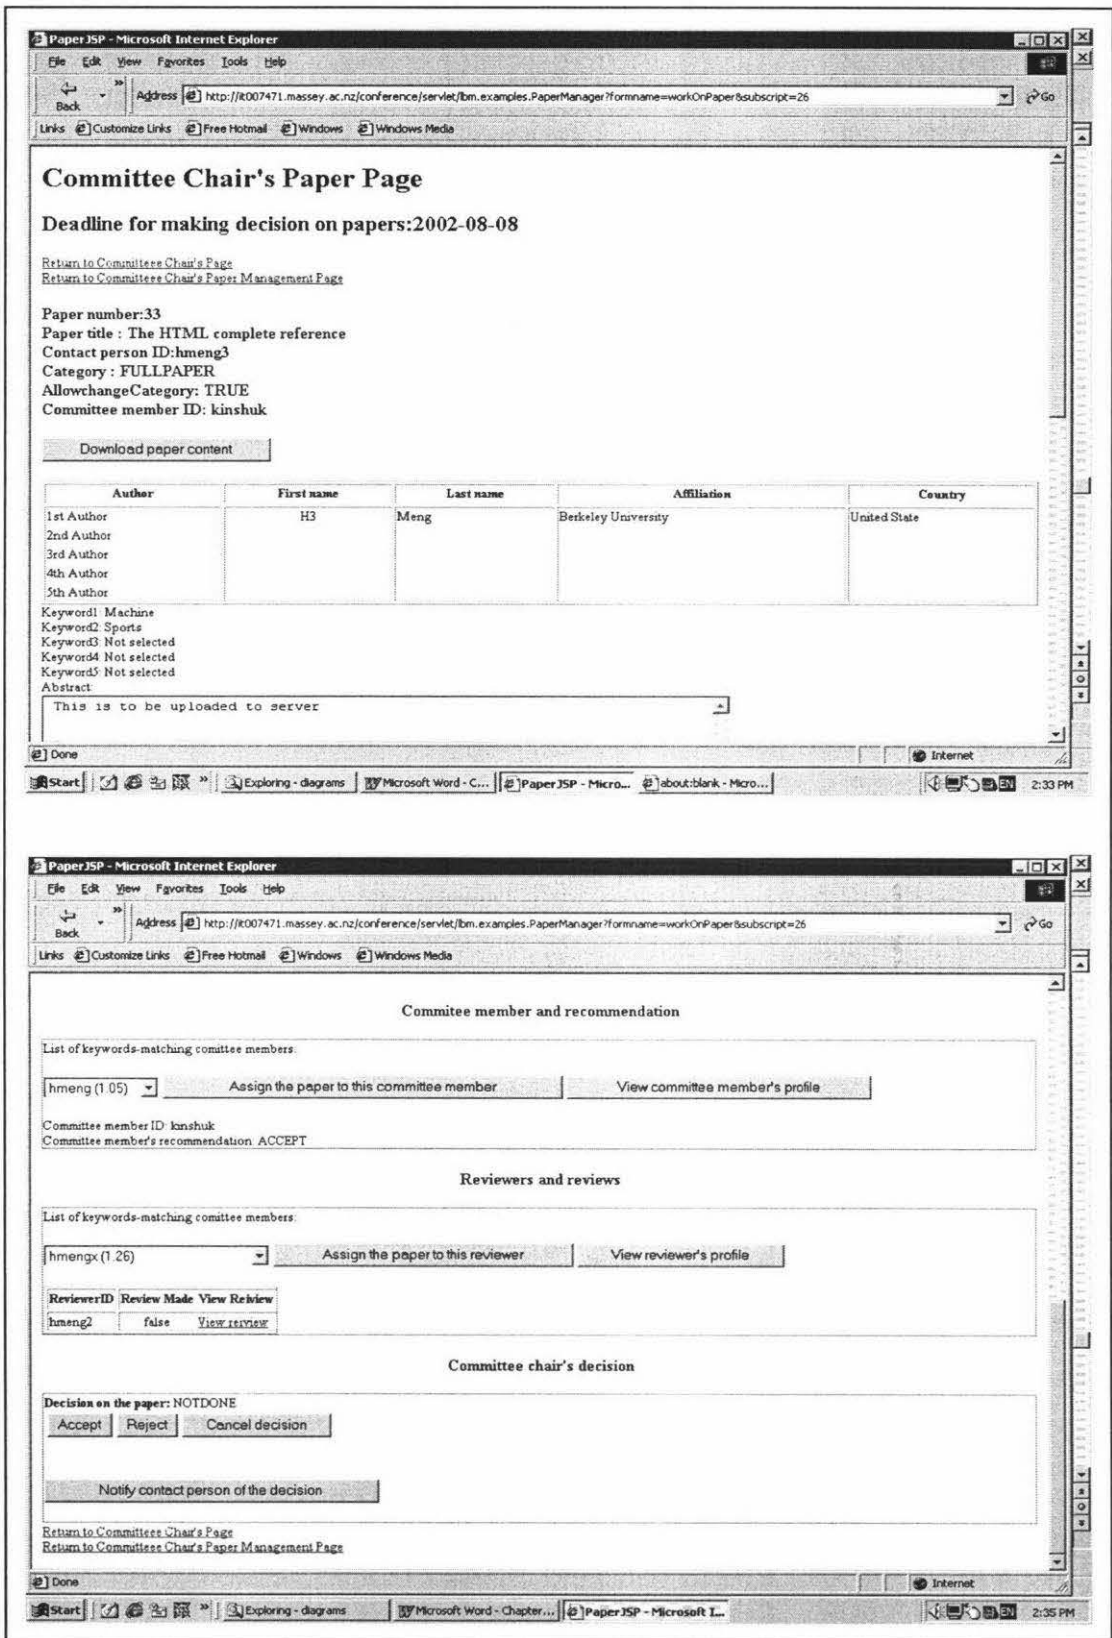 PaperJSP - Microsoft Internet Explorer
File Edit View Favorites Tools Help
Back » Address http://it007471.massey.ac.nz/conference/servlet/lbm.examples.PaperManager?formname=workOnPaper&subscript=26 Go
Links Customize Links Free Hotmail Windows Windows Media
Committee Chair's Paper Page
Deadline for making decision on papers:2002-08-08
Return to Committeee Chair's Page
Return to Committeee Chair's Paper Management Page
Paper number:33
Paper title : The HTML complete reference
Contact person ID:hmeng3
Category : FULLPAPER
AllowchangeCategory: TRUE
Committee member ID: kinshuk
Download paper content
Author First name Last name Affiliation Country
1st Author H3 Meng Berkeley University United State
2nd Author
3rd Author
4th Author
5th Author
Keyword1: Machine
Keyword2: Sports
Keyword3: Not selected
Keyword4: Not selected
Keyword5: Not selected
Abstract:
This is to be uploaded to server
Done Internet
Start » Exploring - diagrams Microsoft Word - C... PaperJSP - Micro... about:blank - Micro... EN 2:33 PM
PaperJSP - Microsoft Internet Explorer
File Edit View Favorites Tools Help
Back » Address http://it007471.massey.ac.nz/conference/servlet/lbm.examples.PaperManager?formname=workOnPaper&subscript=26 Go
Links Customize Links Free Hotmail Windows Windows Media
Commitee member and recommendation
List of keywords-matching comittee members:
hmeng (1.05) Assign the paper to this committee member View committee member's profile
Committee member ID: kinshuk
Committee member's recommendation: ACCEPT
Reviewers and reviews
List of keywords-matching comittee members:
hmengx (1.26) Assign the paper to this reviewer View reviewer's profile
ReviewerID Review Made View Reiview
hmeng2 false View reiview
Committee chair's decision
Decision on the paper: NOTDONE
Accept Reject Cancel decision
Notify contact person of the decision
Return to Committeee Chair's Page
Return to Committeee Chair's Paper Management Page
Done Internet
Start » Exploring - diagrams Microsoft Word - Chapter... PaperJSP - Microsoft I... EN 2:35 PM